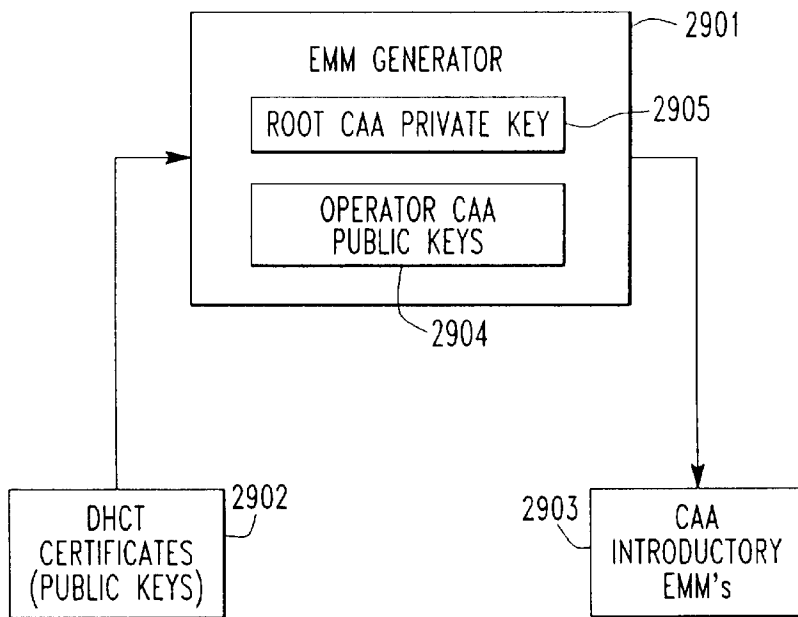 2901
EMM GENERATOR
ROOT CAA PRIVATE KEY
2905
OPERATOR CAA
PUBLIC KEYS
2904
DHCT
CERTIFICATES
(PUBLIC KEYS)
2902
2903
CAA
INTRODUCTORY
EMM's